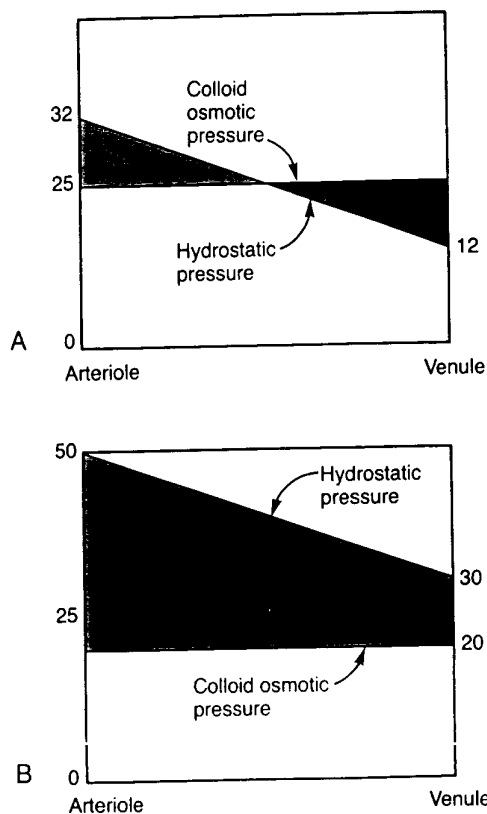 Colloid
osmotic
pressure
32
25
Hydrostatic
pressure
12
A
0
Arteriole
Venule
50
Hydrostatic
pressure
30
25
20
Colloid osmotic
pressure
B
0
Arteriole
Venule